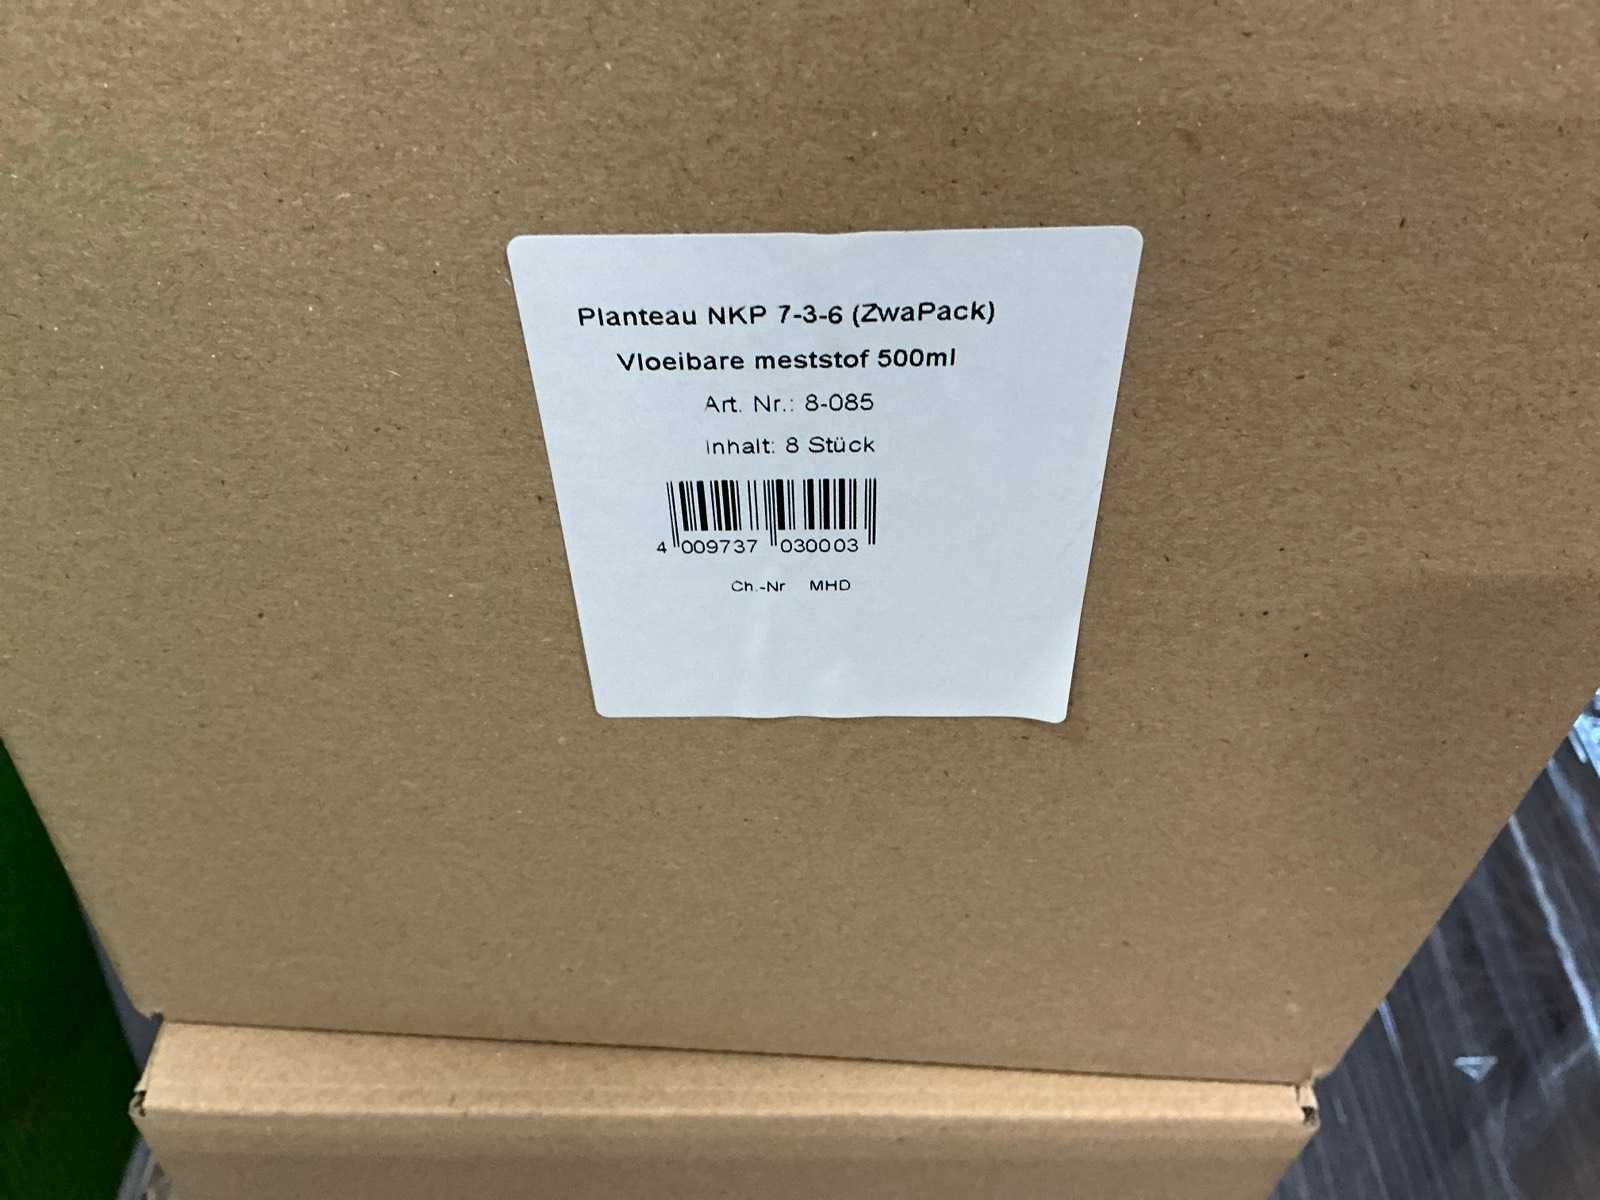 Planteau NKP 7-3-6 (ZwaPack)
Vloeibare meststof 500ml
Art. Nr.: 8-085
Inhalt: 8 Stück
4 009737 030003
Ch.-Nr MHD